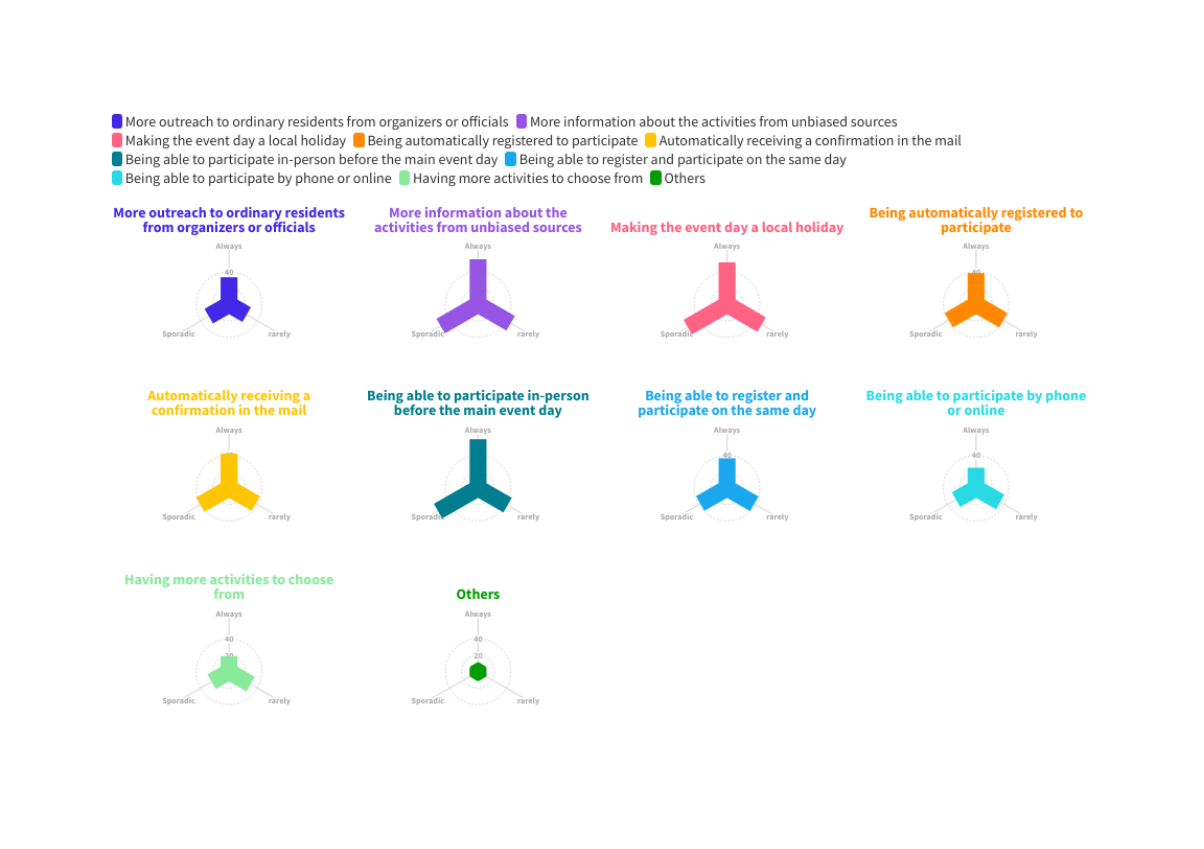 More outreach to ordinary residents from organizers or officials More information about the activities from unbiased sources
Making the event day a local holiday Being automatically registered to participate Automatically receiving a confirmation in the mail
Being able to participate in-person before the main event day Being able to register and participate on the same day
Being able to participate by phone or online Having more activities to choose from Others
More outreach to ordinary residents
from organizers or officials
Always
40
Sporadic
rarely
More information about the
activities from unbiased sources
Always
Sporadic
rarely
Making the event day a local holiday
Always
Sporadic
rarely
Being automatically registered to
participate
Always
40
Sporadic
rarely
Automatically receiving a
confirmation in the mail
Always
Sporadic
rarely
Being able to participate in-person
before the main event day
Always
Sporadic
rarely
Being able to register and
participate on the same day
Always
40
Sporadic
rarely
Being able to participate by phone
or online
Always
40
Sporadic
rarely
Having more activities to choose
from
Always
40
20
Sporadic
rarely
Others
Always
40
20
Sporadic
rarely